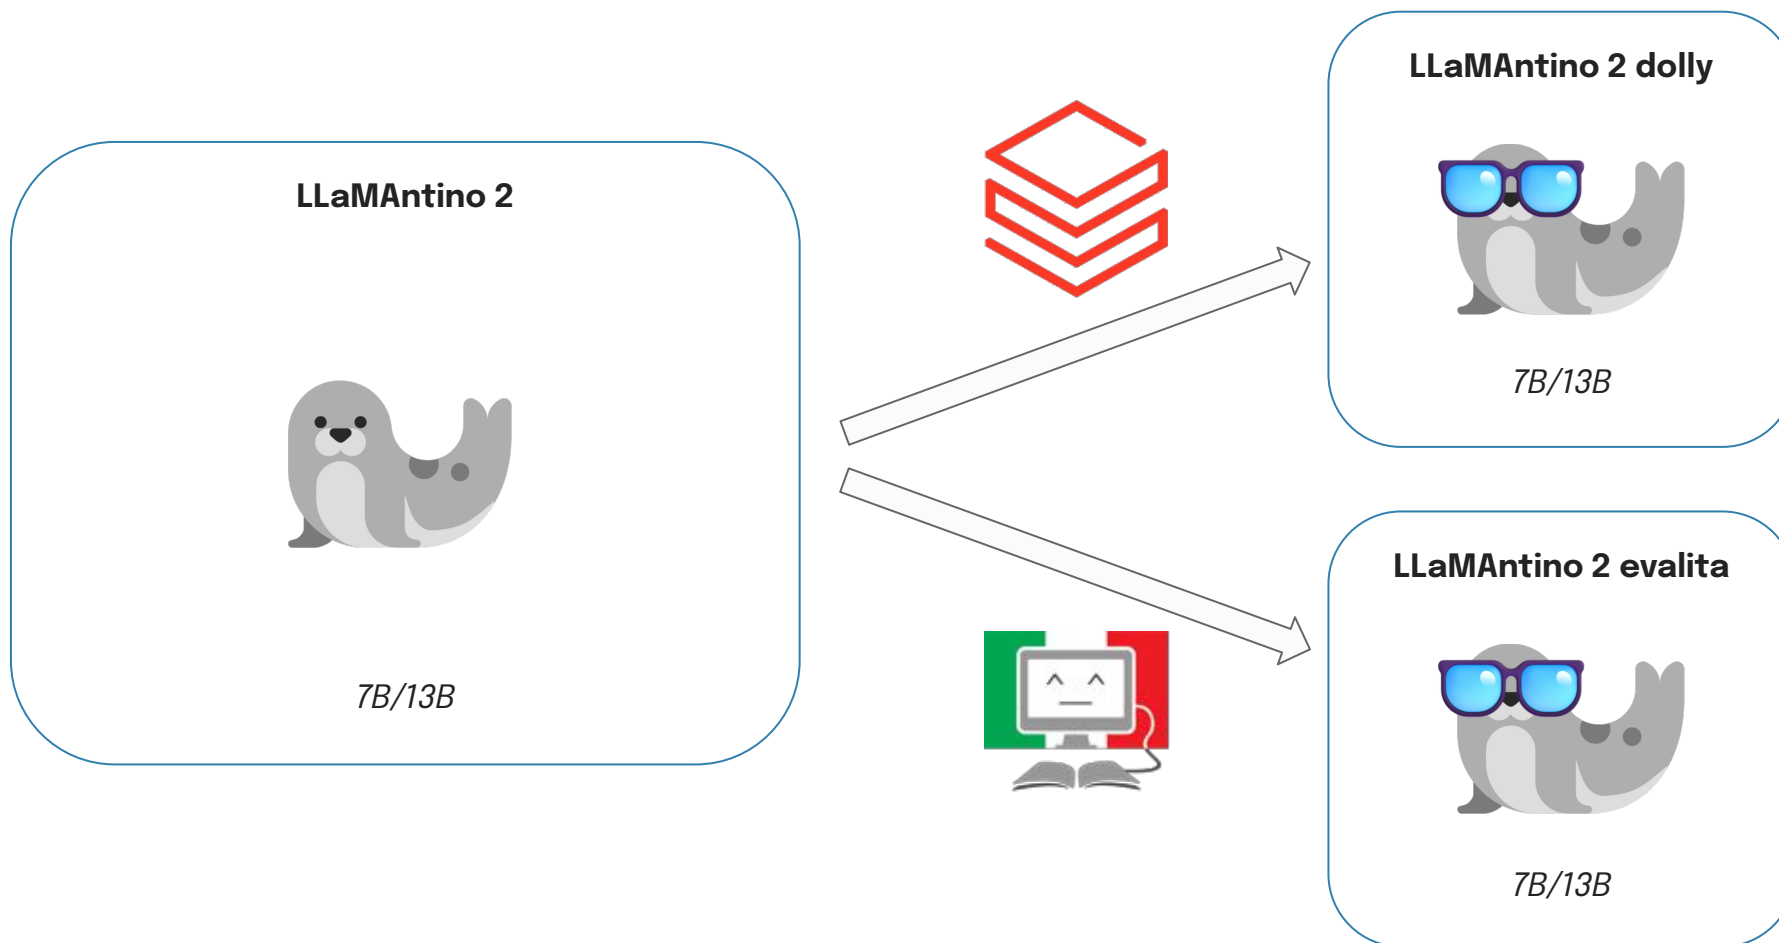 LLaMAntino 2
7B/13B
LLaMAntino 2 dolly
7B/13B
LLaMAntino 2 evalita
7B/13B